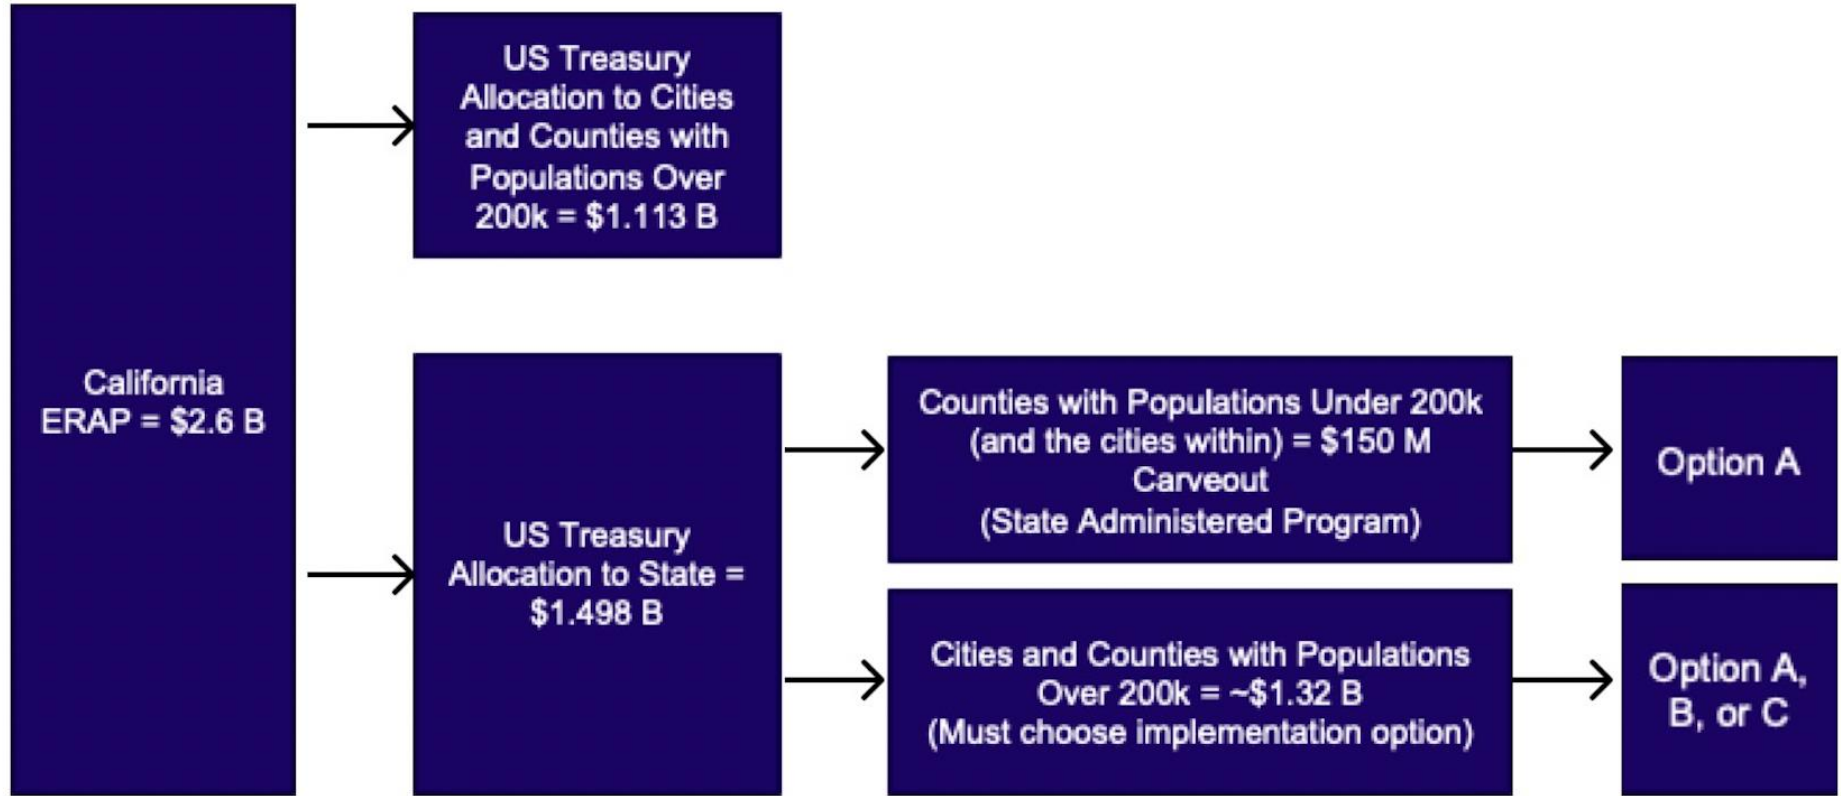 California
ERAP = $2.6 B
US Treasury
Allocation to Cities
and Counties with
Populations Over
200k = $1.113 B
US Treasury
Allocation to State =
$1.498 B
Counties with Populations Under 200k
(and the cities within) = $150 M
Carveout
(State Administered Program)
Option A
Cities and Counties with Populations
Over 200k = ~$1.32 B
(Must choose implementation option)
Option A,
B, or C